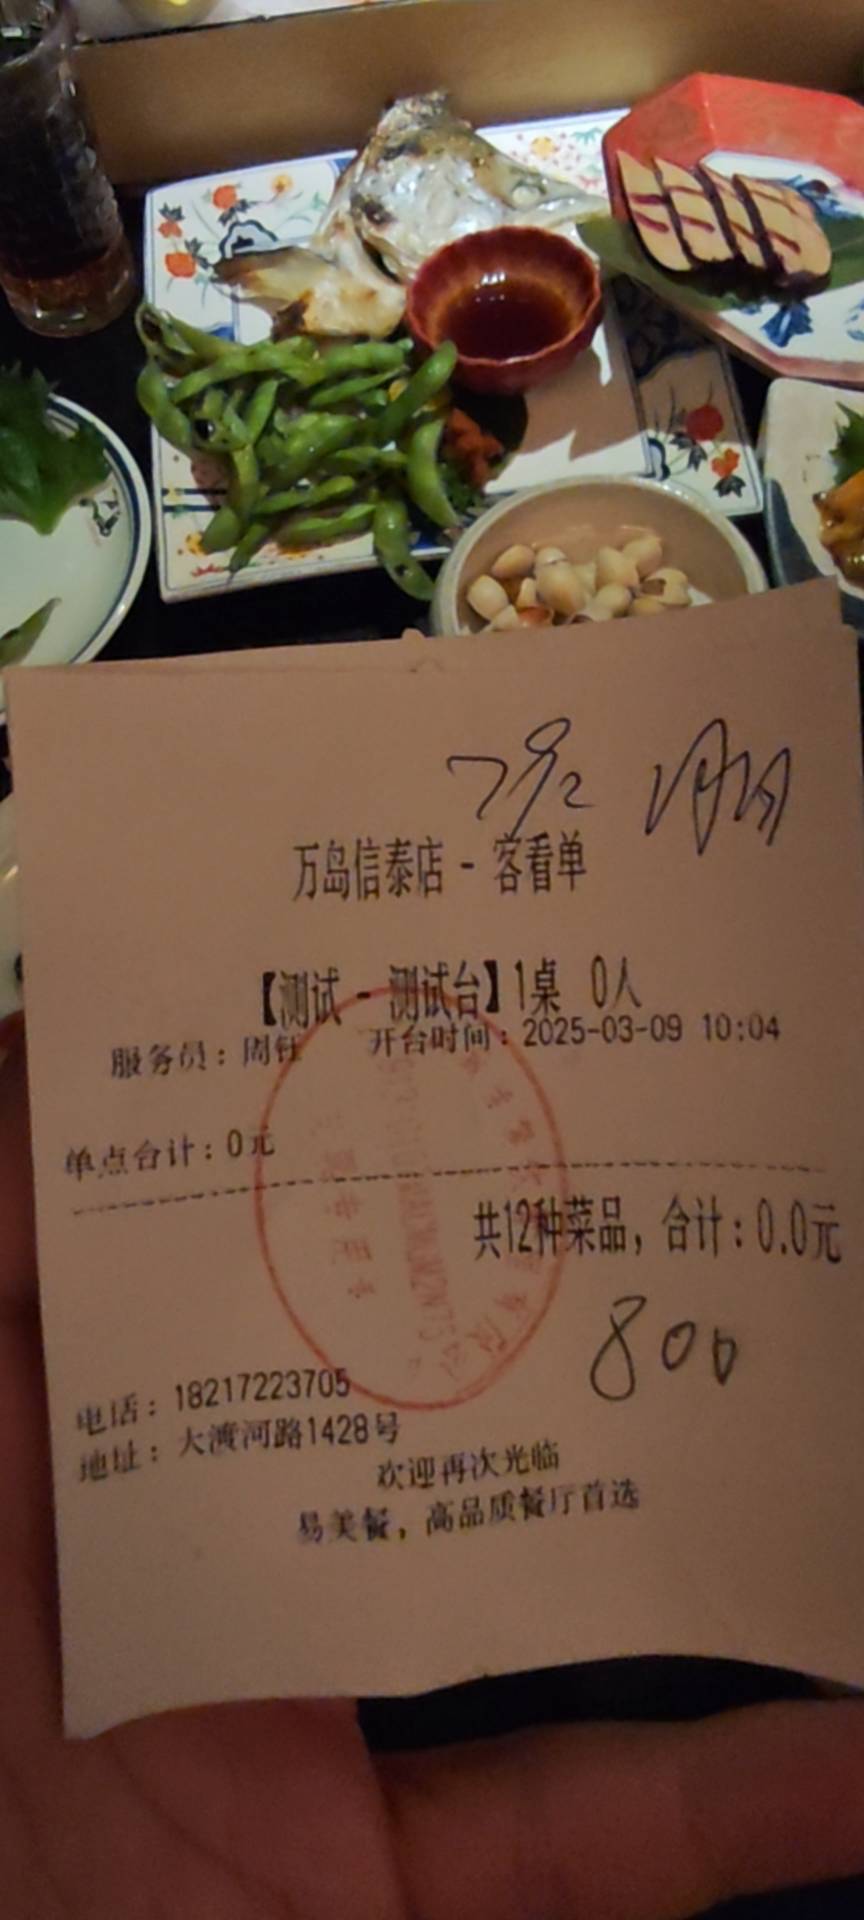 万岛信泰店 - 客看单
【测试 - 测试台】1桌 0人
服务员：周钰 开台时间：2025-03-09 10:04
单点合计：0元
共12种菜品，合计：0.0元
800
电话：18217223705
地址：大渡河路1428号
欢迎再次光临
易美餐，高品质餐厅首选